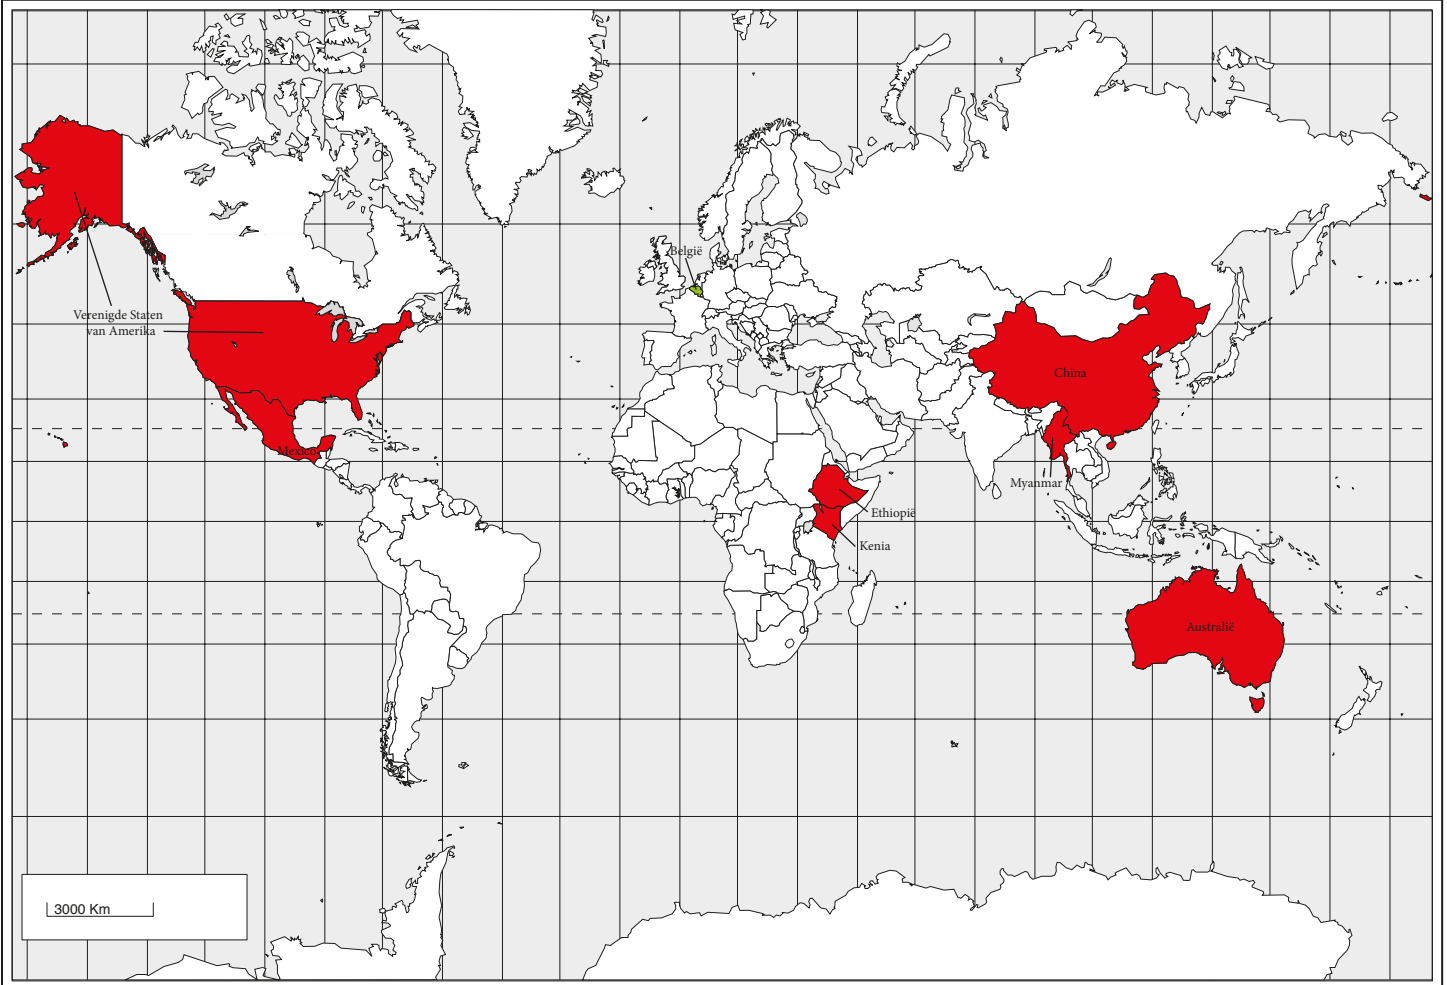 België
Verenigde Staten
van Amerika
China
Mexico
Myanmar
Ethiopië
Kenia
Australië
3000 Km